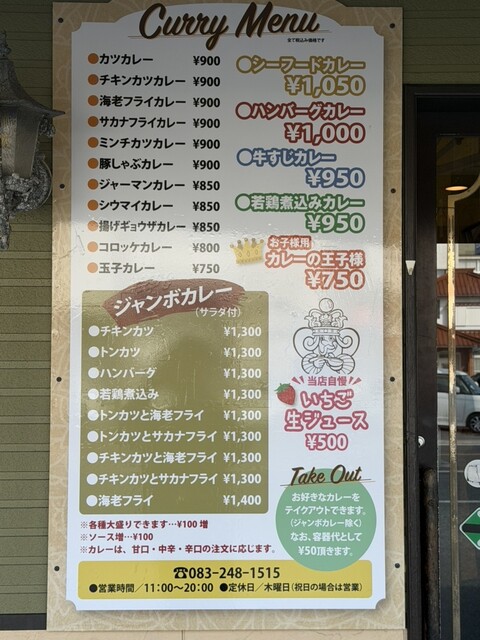 Curry Menu
全て税込み価格です
●カツカレー ¥900
●チキンカツカレー ¥900
●海老フライカレー ¥900
●サカナフライカレー ¥900
●ミンチカツカレー ¥900
●豚しゃぶカレー ¥900
●ジャーマンカレー ¥850
●シウマイカレー ¥850
●揚げギョウザカレー ¥850
●コロッケカレー ¥800
●玉子カレー ¥750
●シーフードカレー
¥1,050
●ハンバーグカレー
¥1,000
●牛すじカレー
¥950
●若鶏煮込みカレー
¥950
お子様用
カレーの王子様
¥750
ジャンボカレー
(サラダ付)
●チキンカツ ¥1,300
●トンカツ ¥1,300
●ハンバーグ ¥1,300
●若鶏煮込み ¥1,300
●トンカツと海老フライ ¥1,300
●トンカツとサカナフライ ¥1,300
●チキンカツと海老フライ ¥1,300
●チキンカツとサカナフライ ¥1,300
●海老フライ ¥1,400
当店自慢
いちご
生ジュース
¥500
※各種大盛りできます…¥100増
※ソース増…¥100
※カレーは、甘口・中辛・辛口の注文に応じます。
Take Out
お好きなカレーを
テイクアウトできます。
(ジャンボカレー除く)
なお、容器代として
¥50頂きます。
☎083-248-1515
●営業時間／11:00〜20:00 ●定休日／木曜日(祝日の場合は営業)